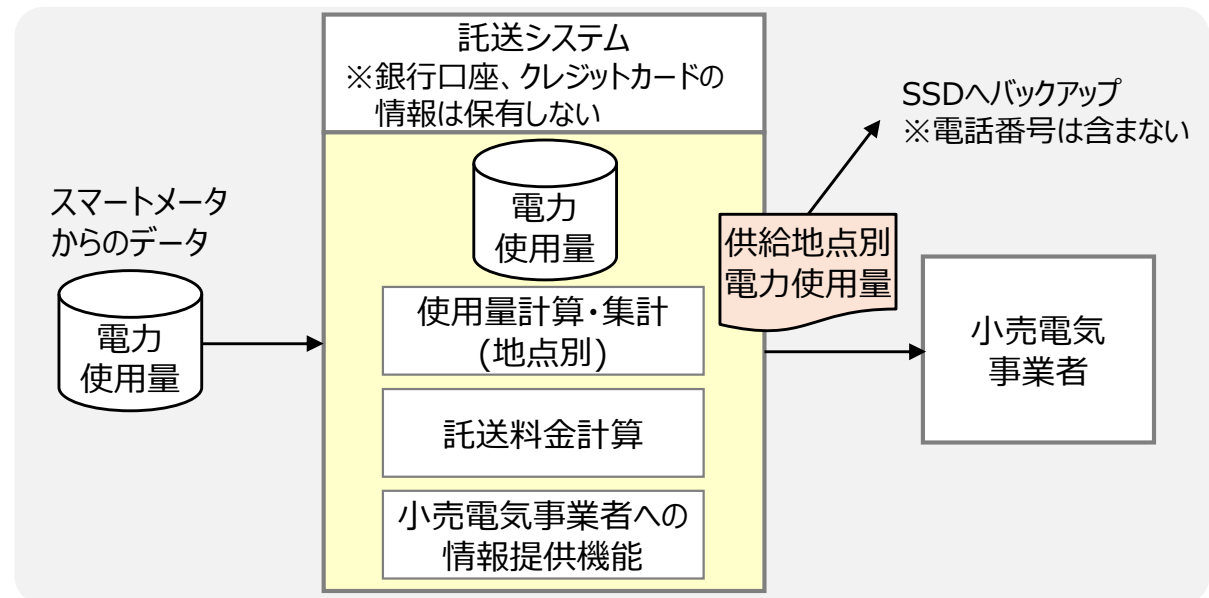 託送システム
※銀行口座、クレジットカードの
情報は保有しない
SSDへバックアップ
※電話番号は含まない
スマートメータ
からのデータ
電力
使用量
電力
使用量
使用量計算・集計
(地点別)
託送料金計算
小売電気事業者への
情報提供機能
供給地点別
電力使用量
小売電気
事業者